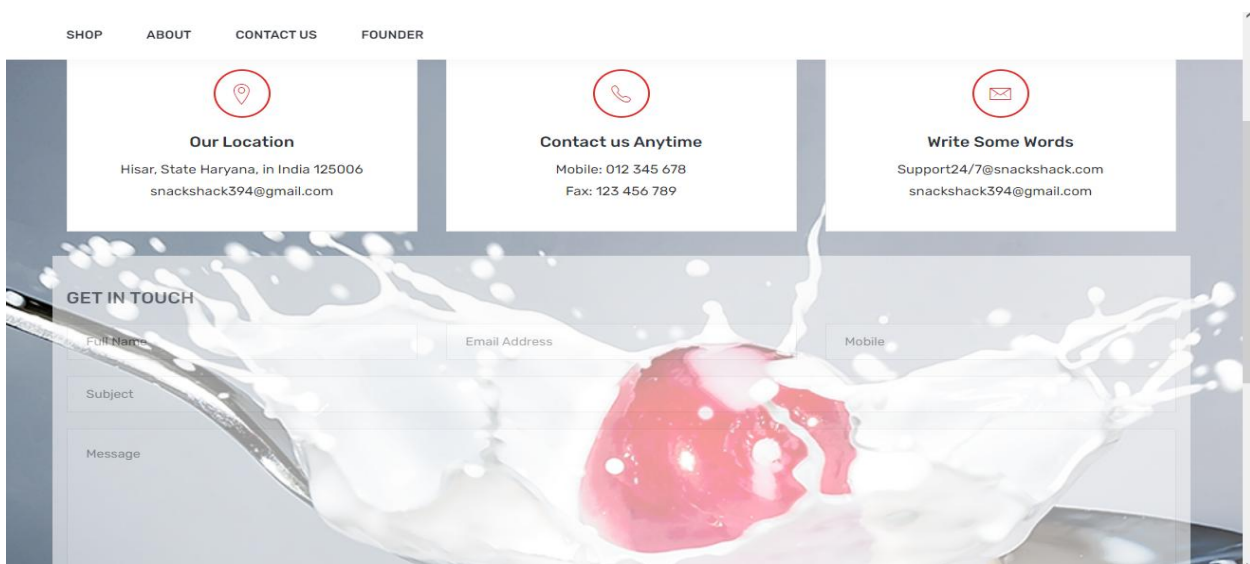 SHOP ABOUT CONTACT US FOUNDER
Our Location
Hisar, State Haryana, in India 125006
snackshack394@gmail.com
Contact us Anytime
Mobile: 012 345 678
Fax: 123 456 789
Write Some Words
Support24/7@snackshack.com
snackshack394@gmail.com
GET IN TOUCH
Full Name Email Address Mobile
Subject
Message